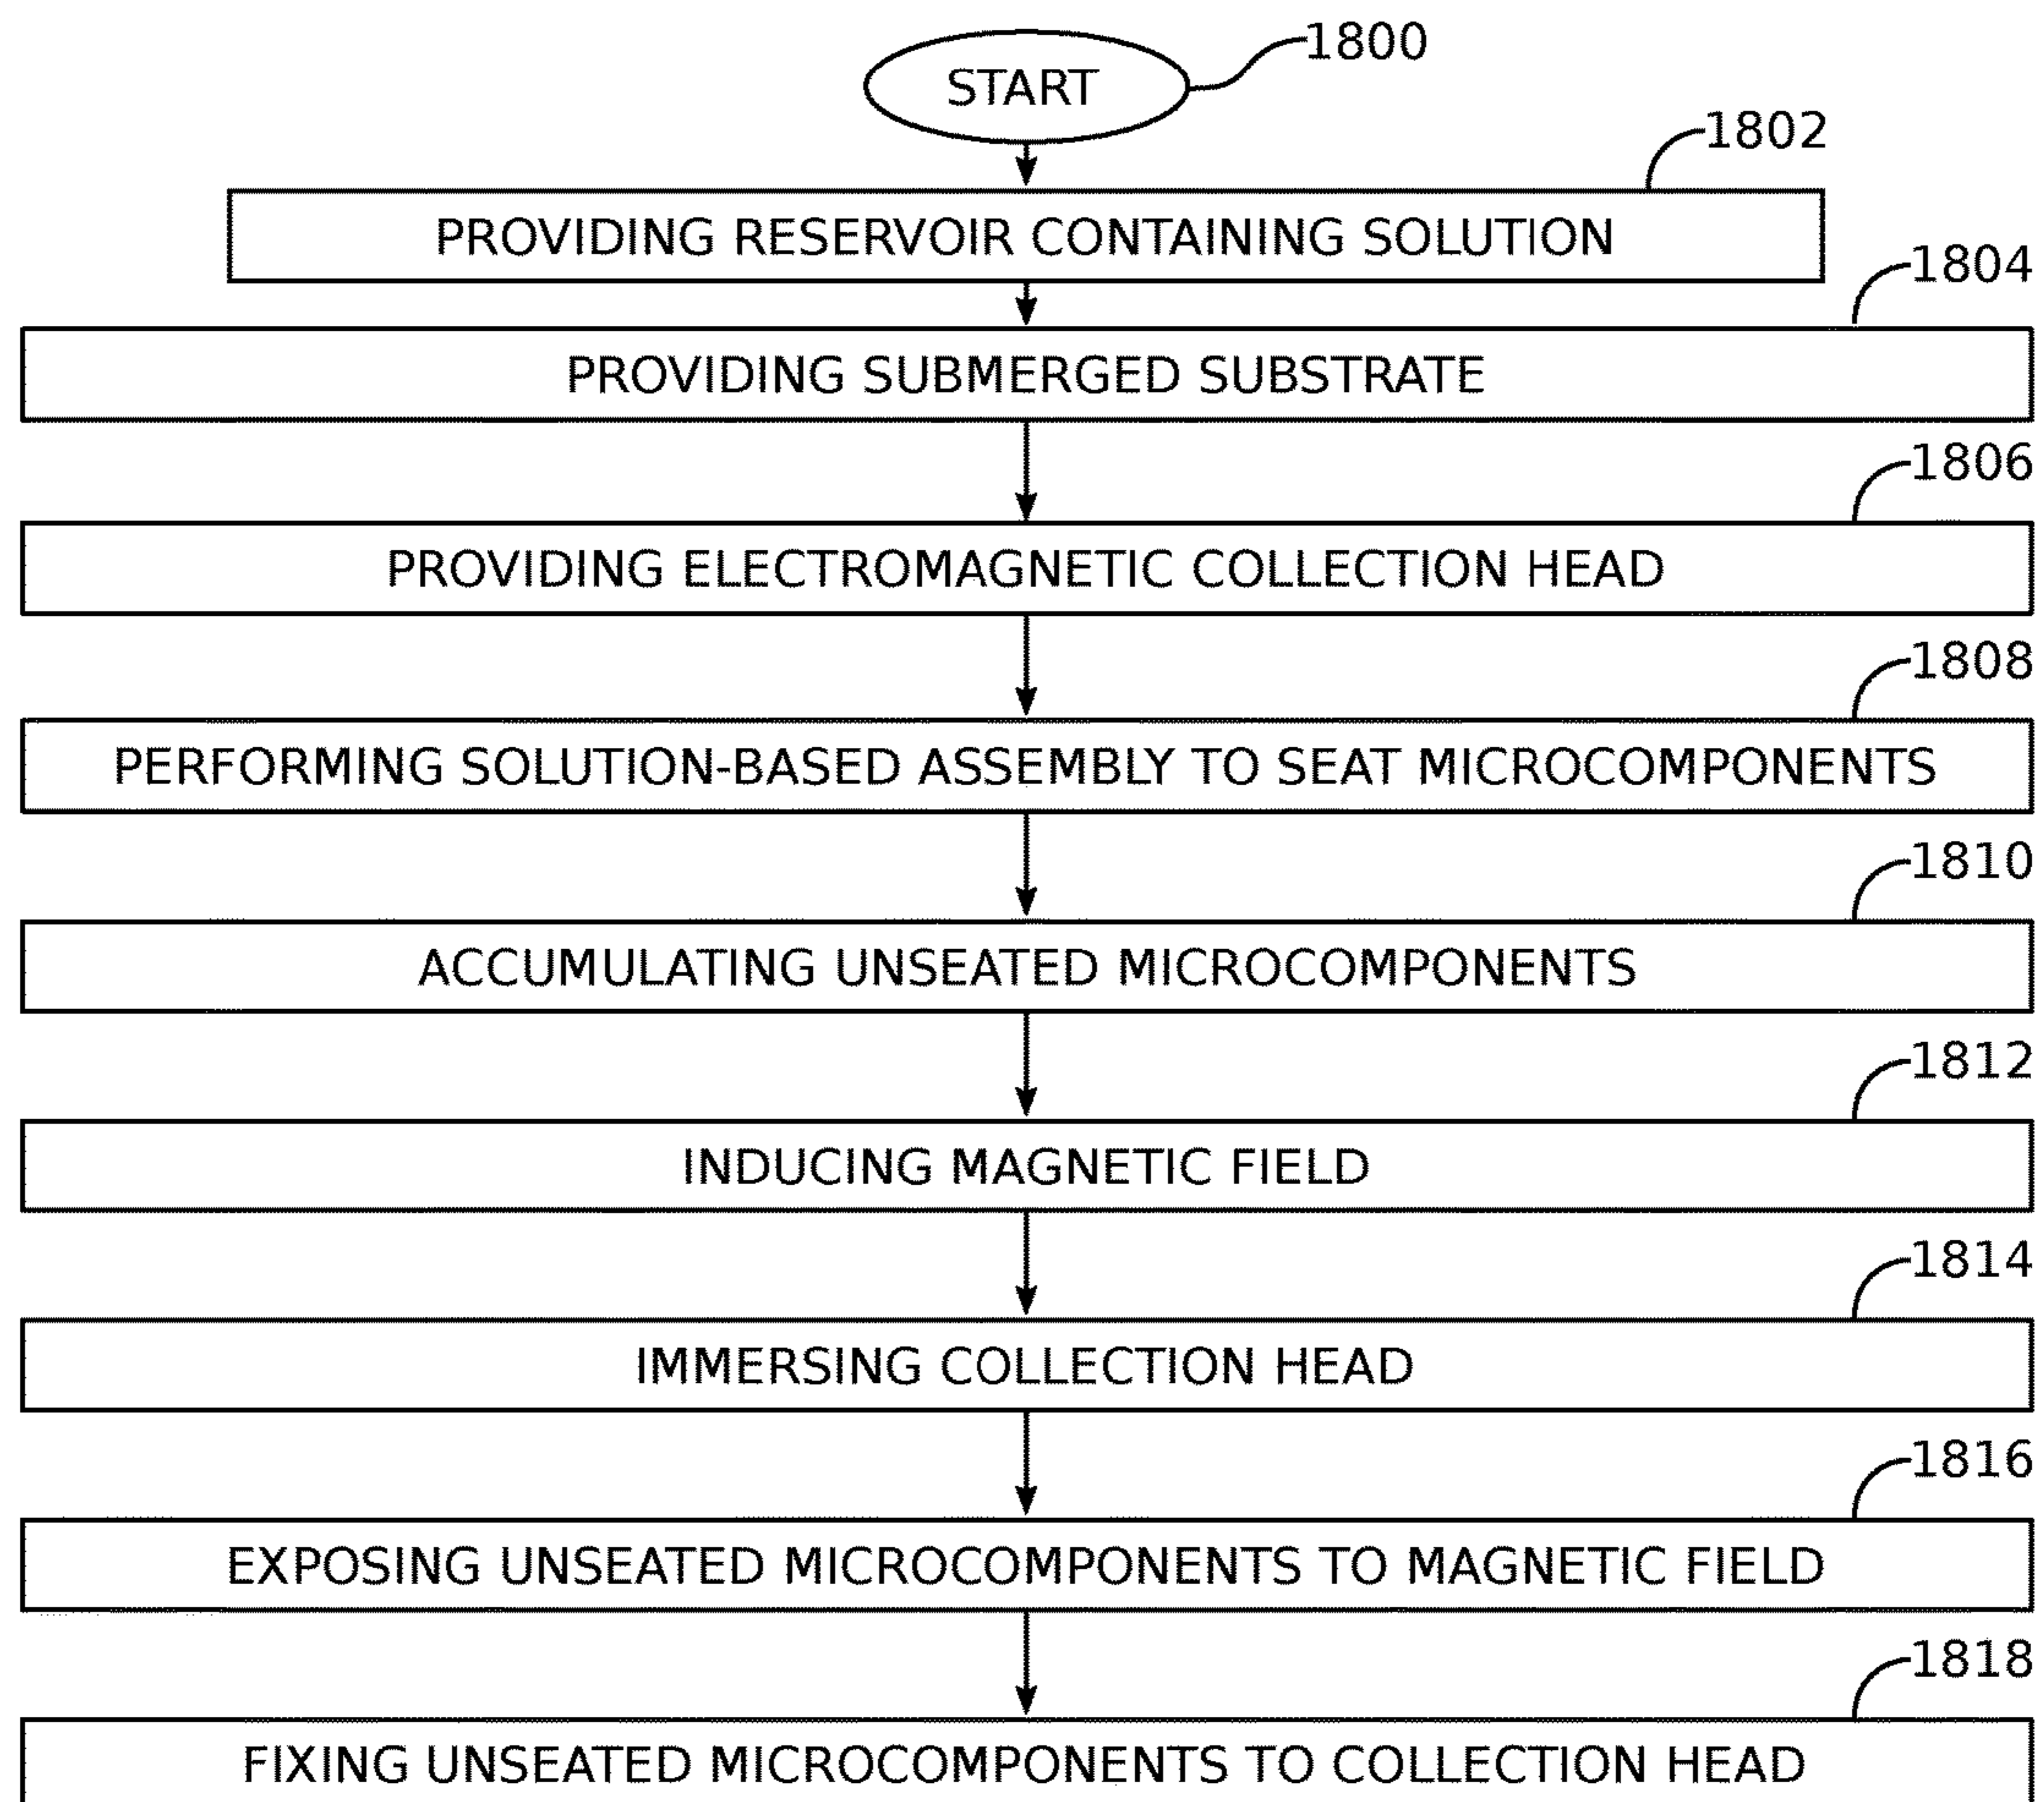 START
1800
1802
PROVIDING RESERVOIR CONTAINING SOLUTION
1804
PROVIDING SUBMERGED SUBSTRATE
1806
PROVIDING ELECTROMAGNETIC COLLECTION HEAD
1808
PERFORMING SOLUTION-BASED ASSEMBLY TO SEAT MICROCOMPONENTS
1810
ACCUMULATING UNSEATED MICROCOMPONENTS
1812
INDUCING MAGNETIC FIELD
1814
IMMERSING COLLECTION HEAD
1816
EXPOSING UNSEATED MICROCOMPONENTS TO MAGNETIC FIELD
1818
FIXING UNSEATED MICROCOMPONENTS TO COLLECTION HEAD